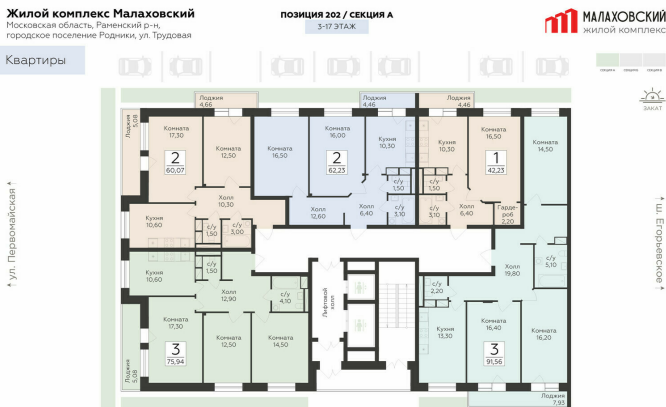 Жилой комплекс Малаховский
Московская область, Раменский р-н,
городское поселение Родники, ул. Трудовая
ПОЗИЦИЯ 202 / СЕКЦИЯ А
3-17 ЭТАЖ
МАЛАХОВСКИЙ
жилой комплекс
Квартиры
ЗАКАТ
ул. Первомайская
ш. Егорьевское
Лоджия
4,66
Лоджия
5,08
Комната
17,30
Комната
12,50
2
60,07
Холл
10,30
Кухня
10,60
с/у
1,50
с/у
3,00
Лоджия
4,46
Комната
16,50
Комната
16,00
Кухня
10,30
2
62,23
с/у
1,50
Холл
12,60
Холл
6,40
с/у
3,10
Лоджия
4,46
Кухня
10,30
Комната
16,50
1
42,23
с/у
1,50
с/у
3,10
Холл
6,40
Гарде-
роб
2,20
Комната
14,50
Холл
19,80
с/у
5,10
с/у
2,20
Кухня
13,30
Комната
16,40
3
91,56
Комната
16,20
Лоджия
7,93
Кухня
10,60
с/у
1,50
Холл
12,90
с/у
4,10
Комната
17,30
3
75,94
Комната
12,50
Комната
14,50
Лоджия
5,08
Лифтовой
холл